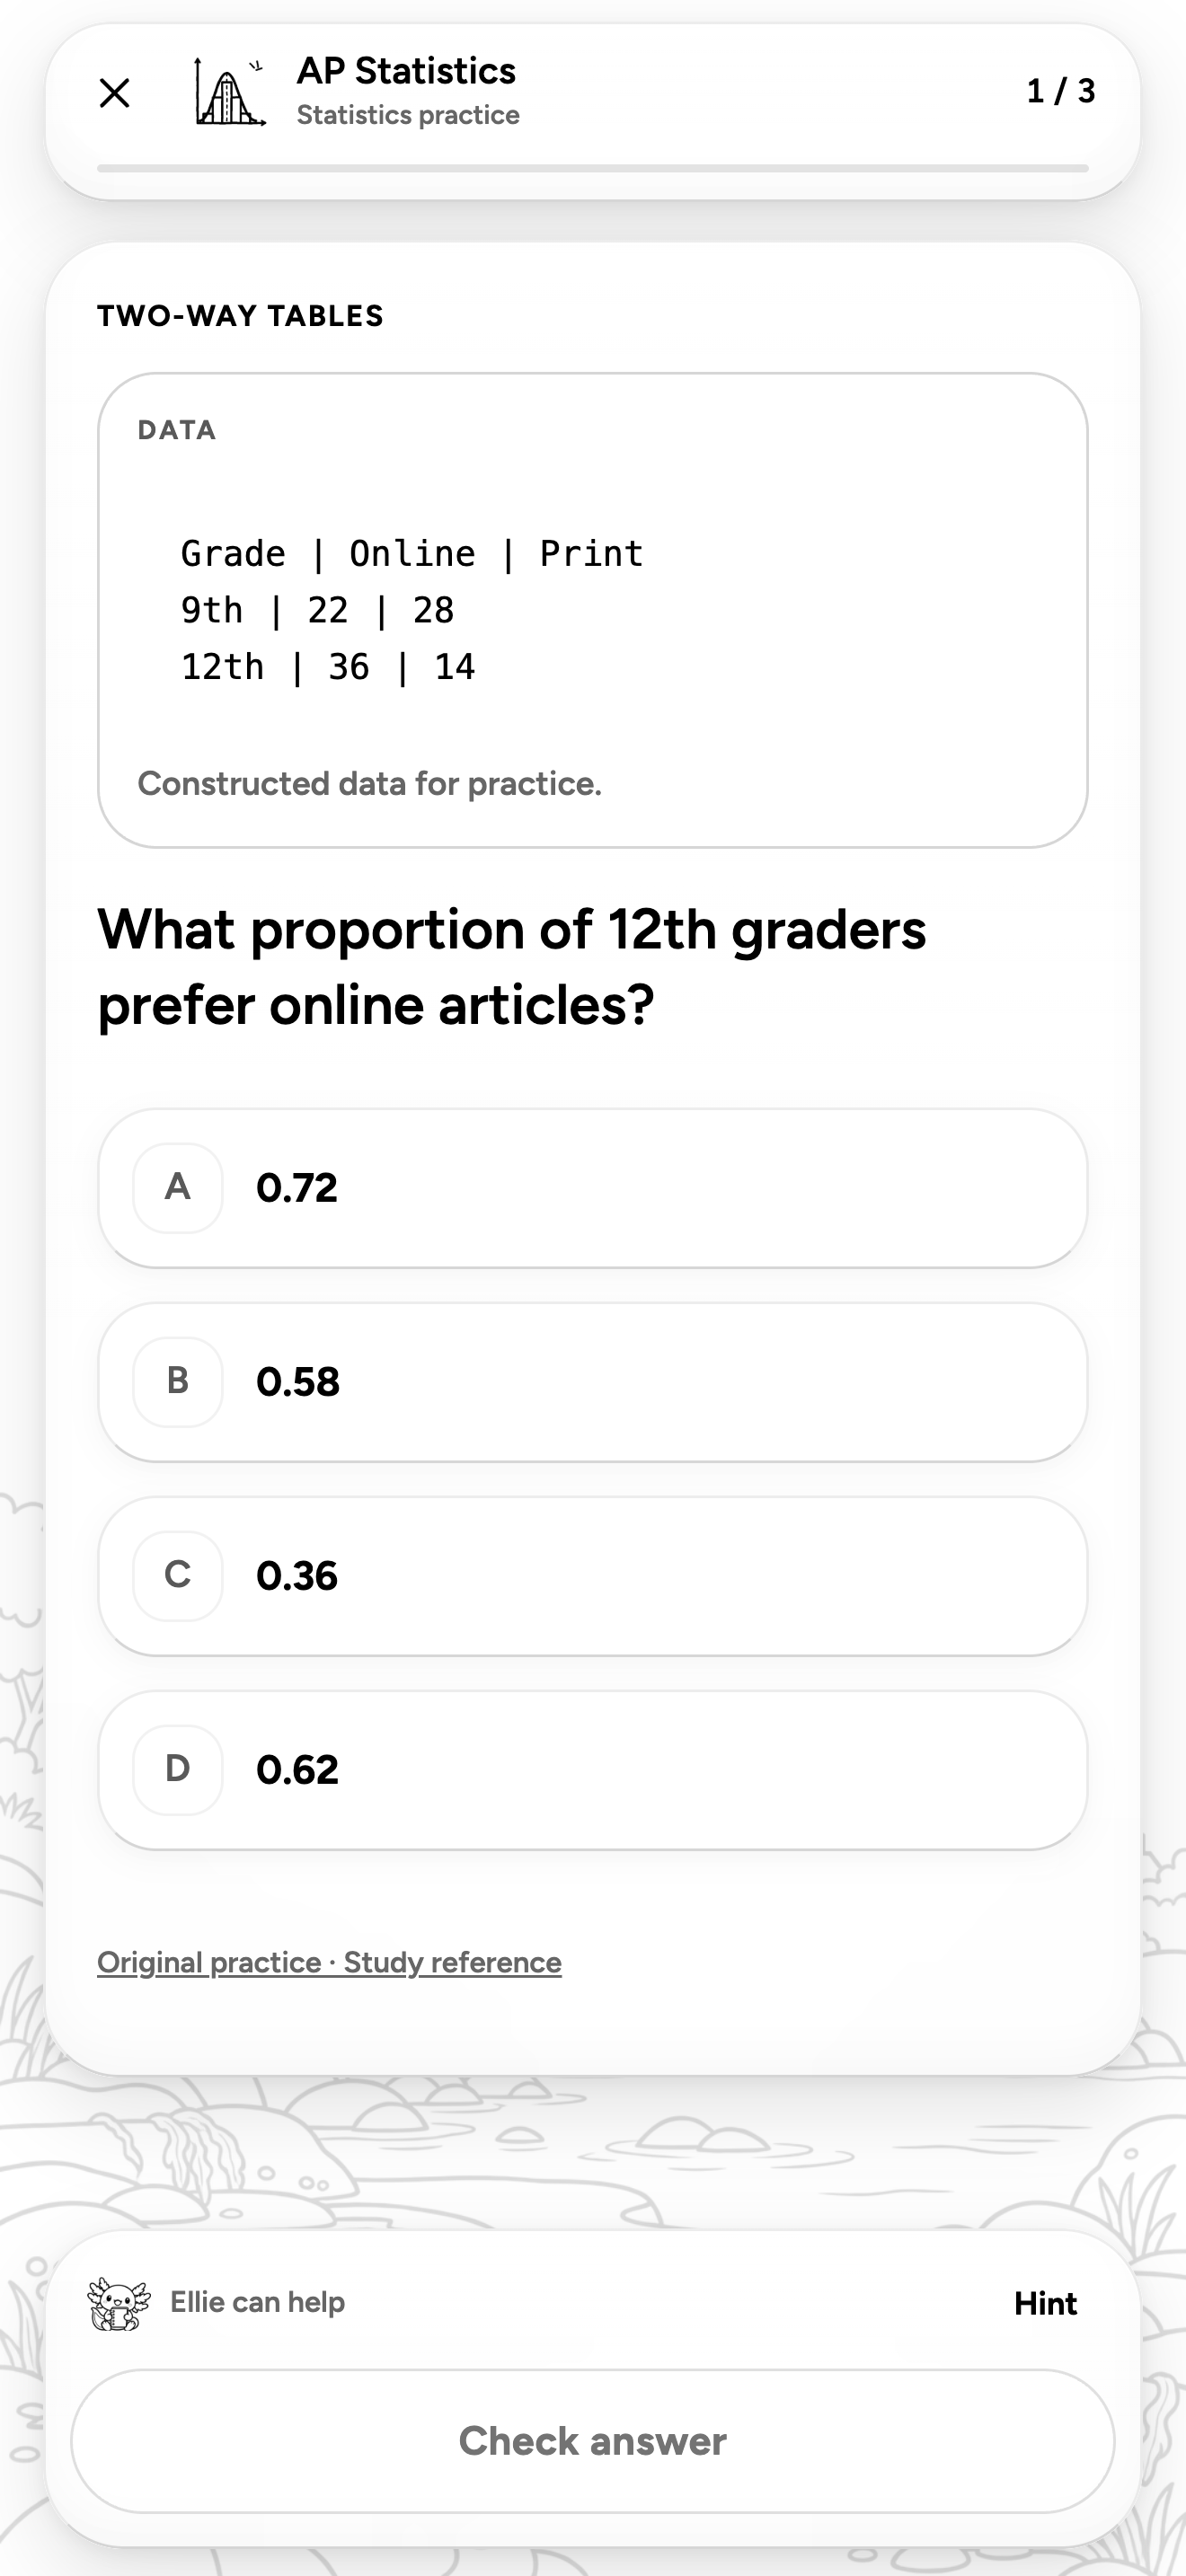 AP Statistics
Statistics practice
1 / 3
TWO-WAY TABLES
DATA
Grade | Online | Print
9th | 22 | 28
12th | 36 | 14
Constructed data for practice.
What proportion of 12th graders
prefer online articles?
A 0.72
B 0.58
C 0.36
D 0.62
Original practice · Study reference
Ellie can help
Hint
Check answer